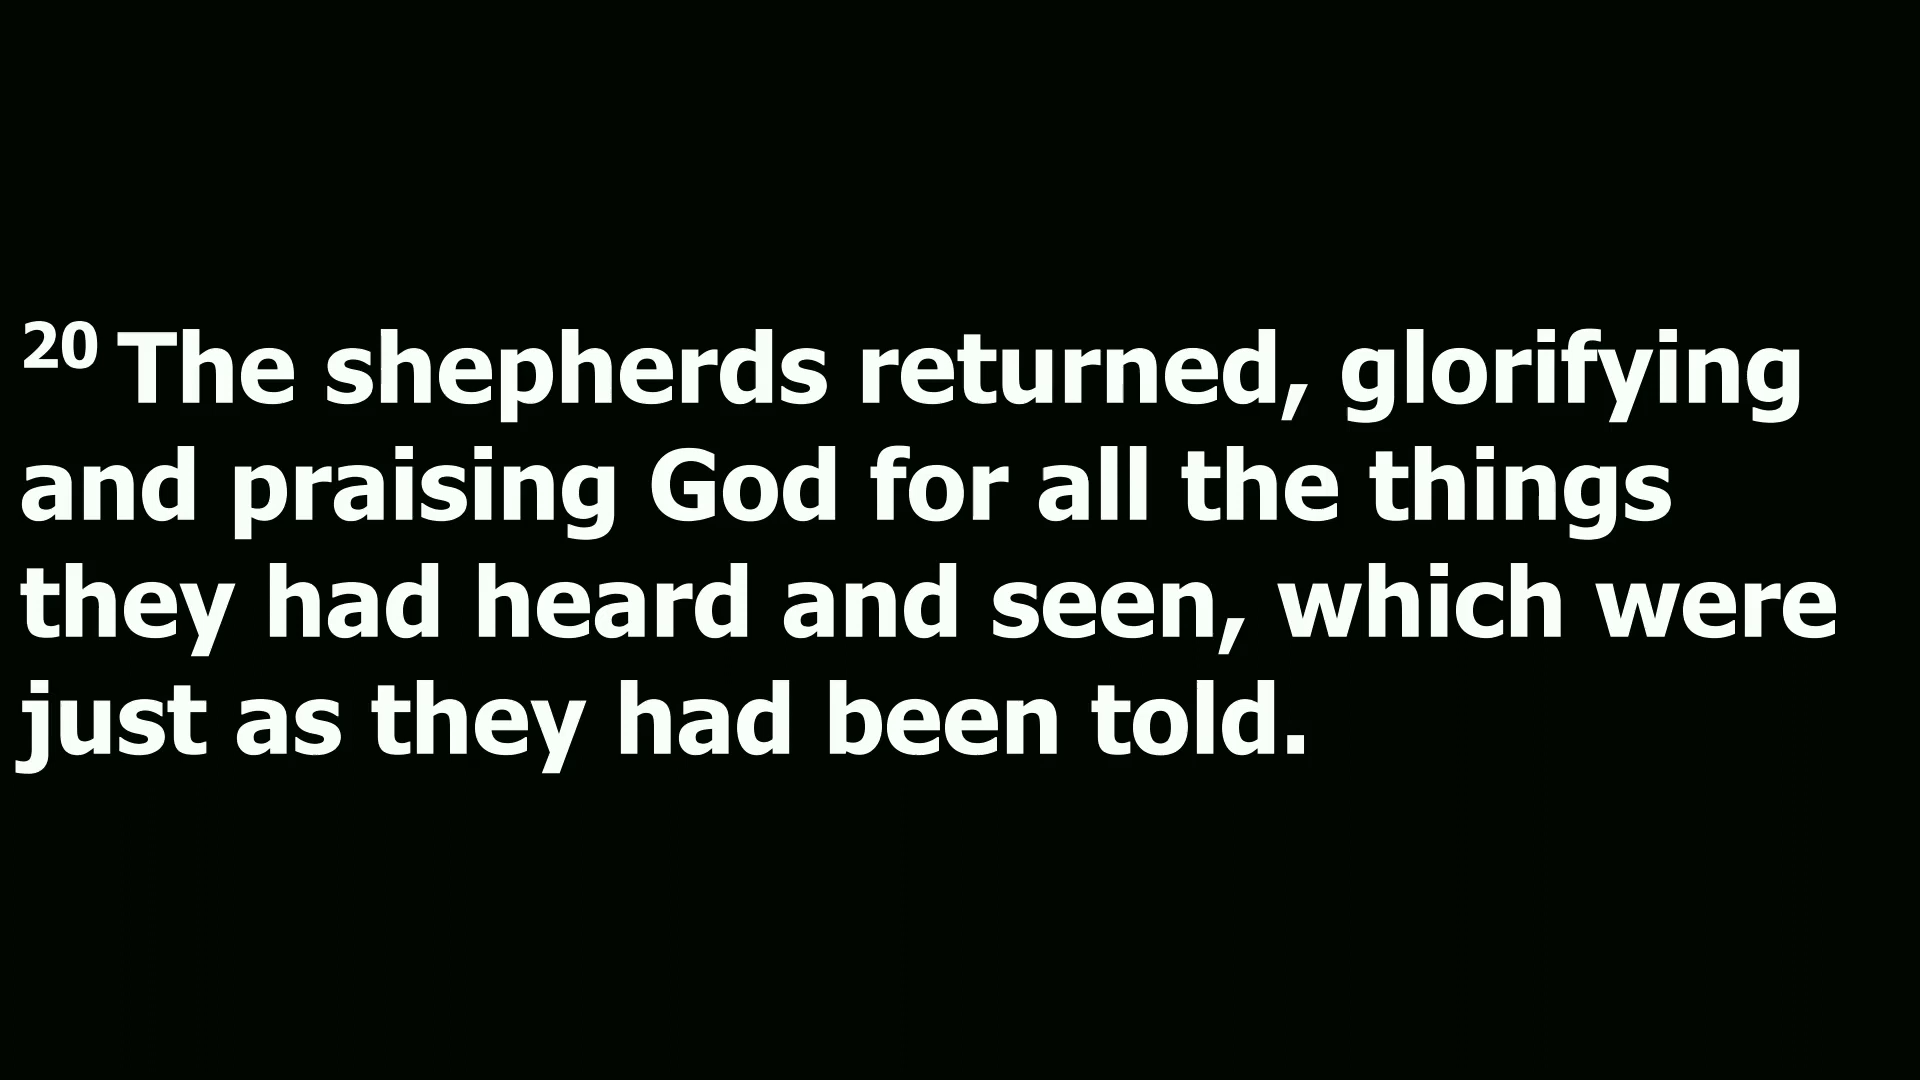 20 The shepherds returned, glorifying
and praising God for all the things
they had heard and seen, which were
just as they had been told.